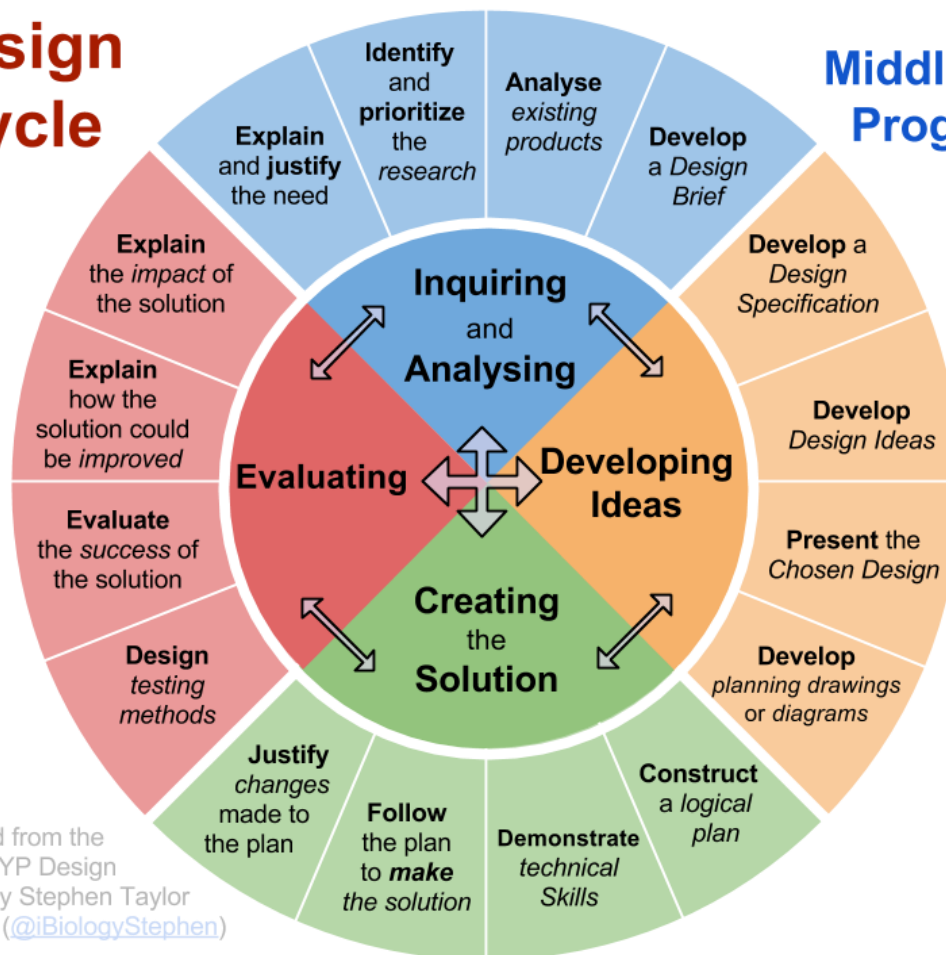 sign
ycle
Middl
Prog
Explain
and justify
the need
Identify
and
prioritize
the
research
Analyse
existing
products
Develop
a Design
Brief
Develop a
Design
Specification
Develop
Design Ideas
Present the
Chosen Design
Develop
planning drawings
or diagrams
Construct
a logical
plan
Demonstrate
technical
Skills
Follow
the plan
to make
the solution
Justify
changes
made to
the plan
Design
testing
methods
Evaluate
the success of
the solution
Explain
how the
solution could
be improved
Explain
the impact of
the solution
Inquiring
and
Analysing
Developing
Ideas
Creating
the
Solution
Evaluating
d from the
YP Design
y Stephen Taylor
(@iBiologyStephen)